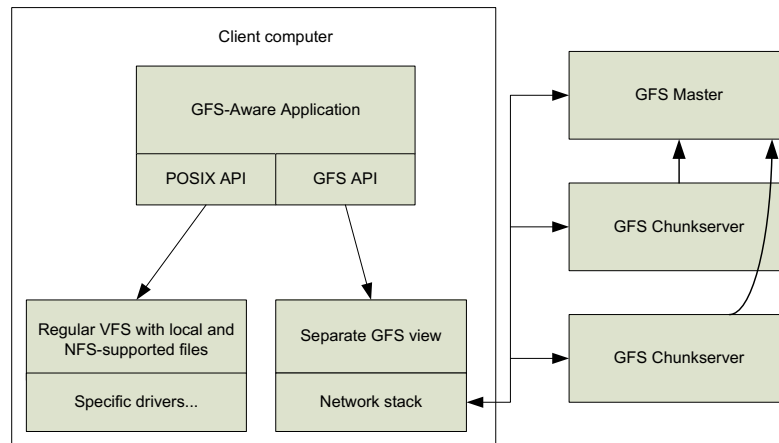 Client computer
GFS-Aware Application
POSIX API
GFS API
Regular VFS with local and
NFS-supported files
Specific drivers...
Separate GFS view
Network stack
GFS Master
GFS Chunkserver
GFS Chunkserver